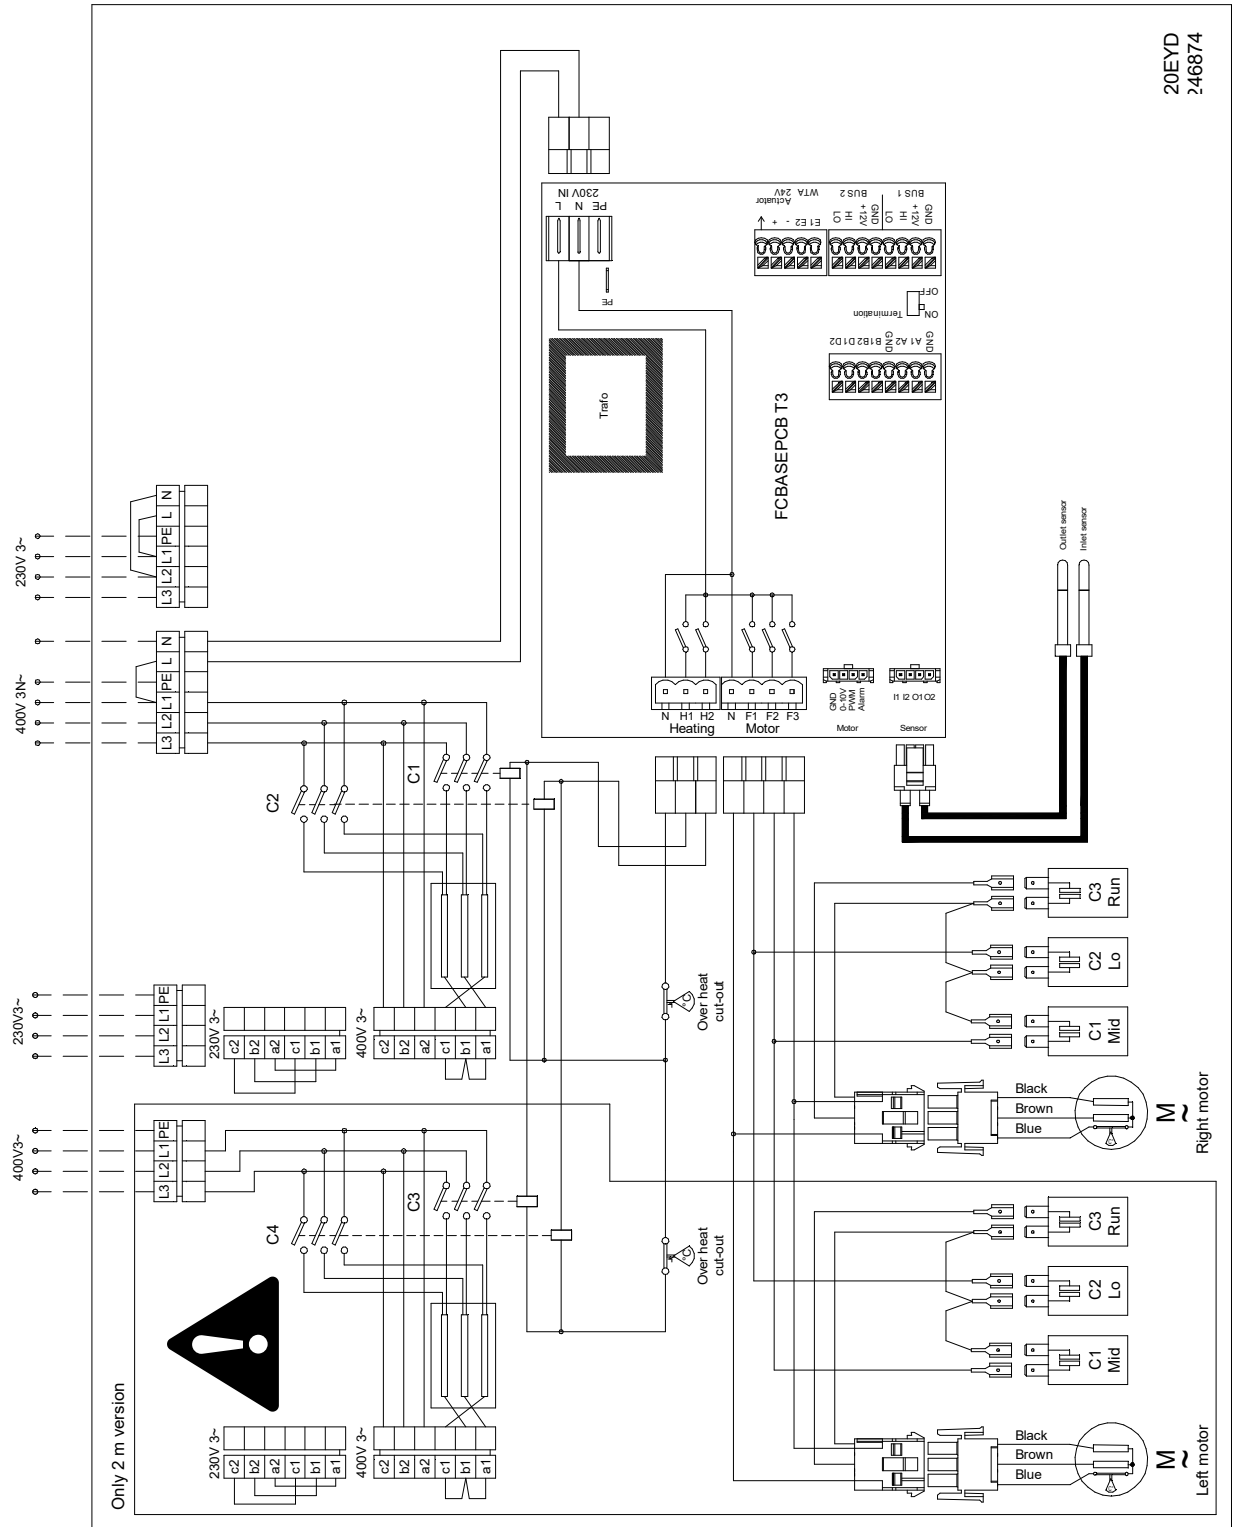 20EYD
246874
230V 3~
L3 L2 L1 PE L N
400V 3N~
L3 L2 L1 PE L N
230V IN
L N PE
PE
Trafo
FCBASEPCB T3
Actuator
WTA 24V
+ - E1 E2
BUS 2
BUS 1
LO HI +12V GND LO HI +12V GND
Termination
OFF
ON
D2 D1 B2 B1 GND A2 A1 GND
N H1 H2
Heating
N F1 F2 F3
Motor
GND
0-10V
PWM
Alarm
Motor
I1 I2 O1 O2
Sensor
Outlet sensor
Inlet sensor
C2
C1
230V3~
L3 L2 L1 PE
230V 3~
c2 b2 a2 c1 b1 a1
400V 3~
c2 b2 a2 c1 b1 a1
°C
Over heat
cut-out
C3
Run
C2
Lo
C1
Mid
Black
Brown
Blue
°C
M
~
Right motor
400V3~
L3 L2 L1 PE
C4
C3
Only 2 m version
230V 3~
c2 b2 a2 c1 b1 a1
400V 3~
c2 b2 a2 c1 b1 a1
°C
Over heat
cut-out
C3
Run
C2
Lo
C1
Mid
Black
Brown
Blue
°C
M
~
Left motor